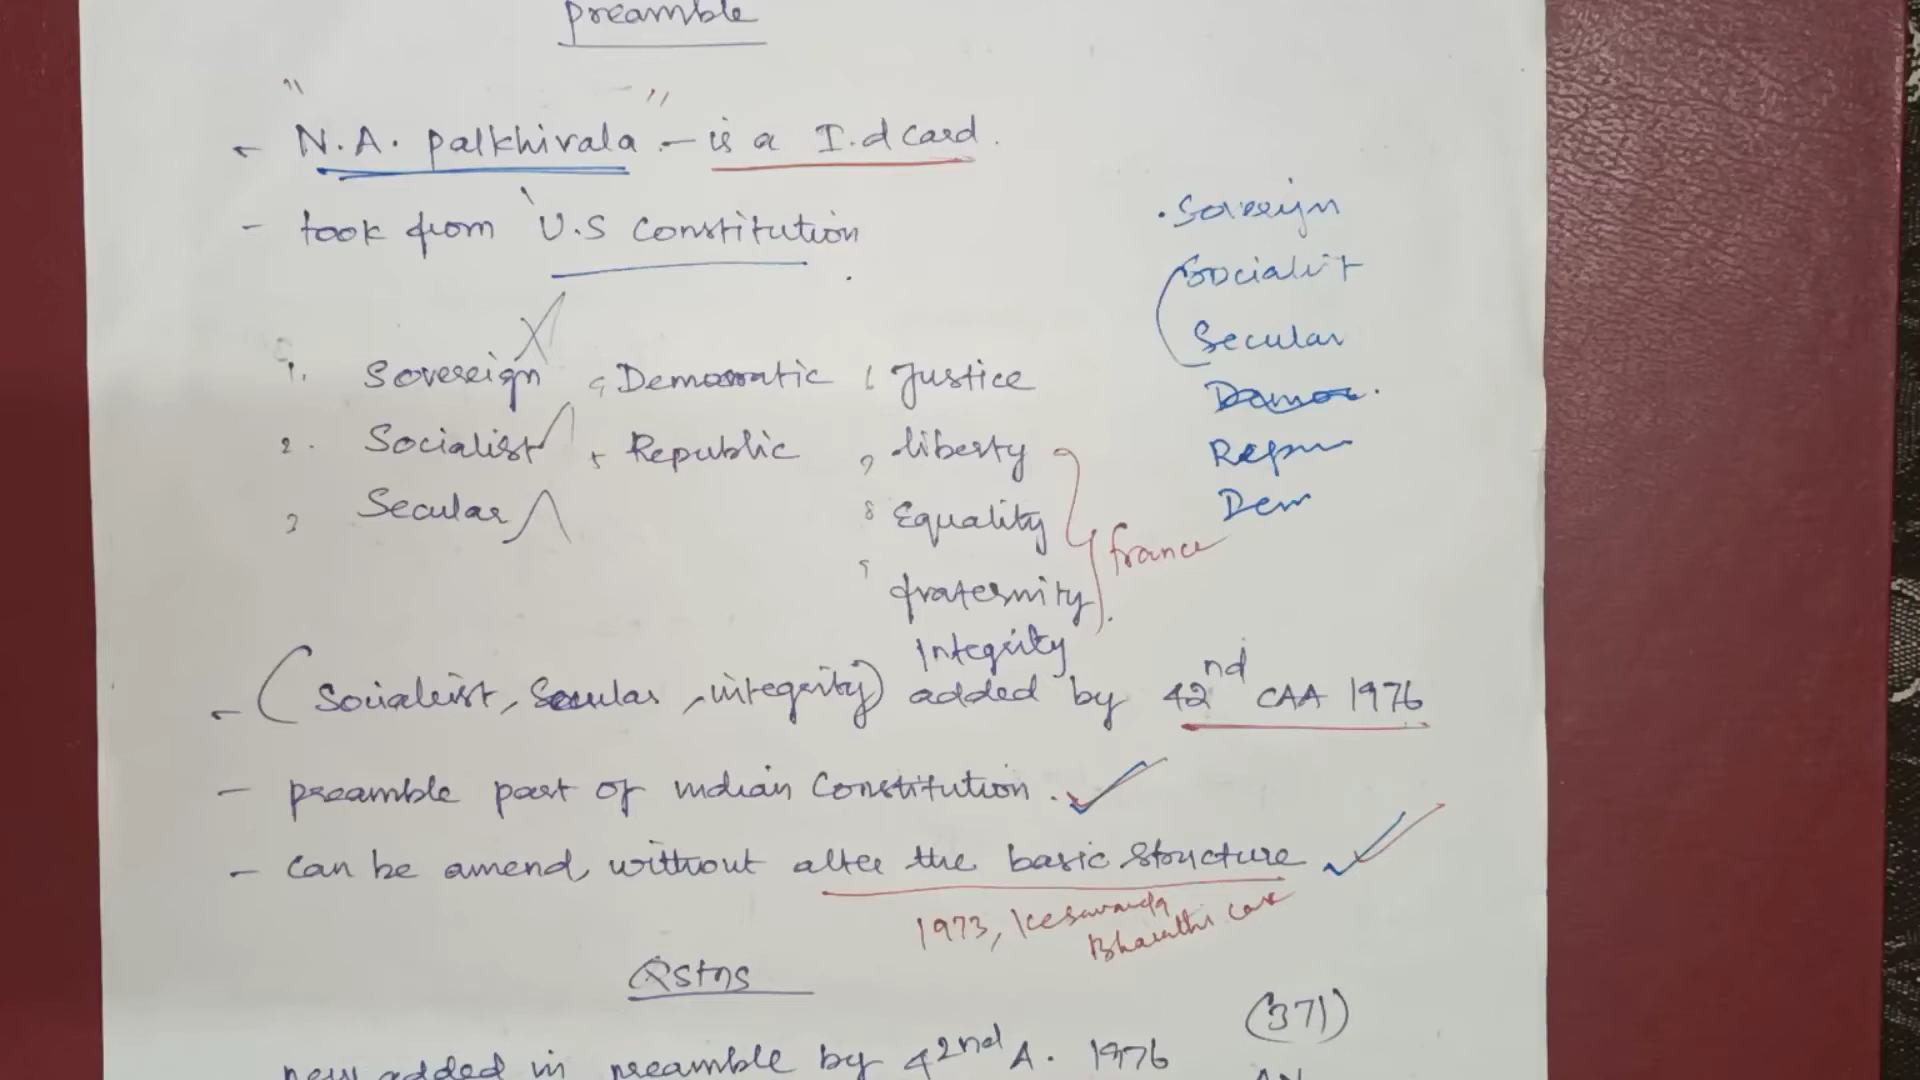 Preamble
- "N.A. Palkhivala" - is a I.d card.
- took from U.S Constitution.
1. Sovereign 4 Democratic 6 Justice
2. Socialist 5 Republic 7 liberty
3 Secular 8 Equality
9 fraternity
Integrity
france
. Sovereign
Socialist
Secular
Repu
Dem
- (Socialist, Secular, integrity) added by 42nd CAA 1976
- preamble part of indian Constitution.
- can be amend, without alter the basic structure
1973, Kesavanda
Bharathi case
Qstns
(371)
new added in preamble by 42nd A. 1976